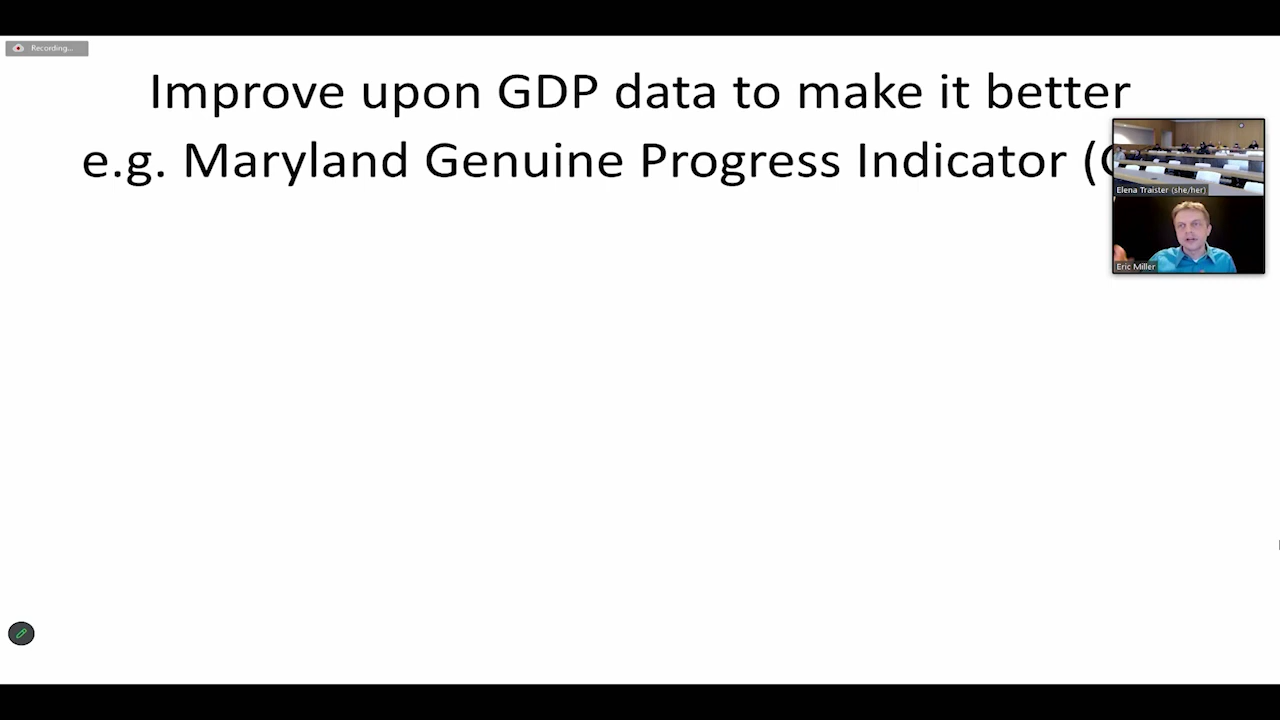 Recording...
Improve upon GDP data to make it better
e.g. Maryland Genuine Progress Indicator (
Elena Traister (she/her)
Eric Miller